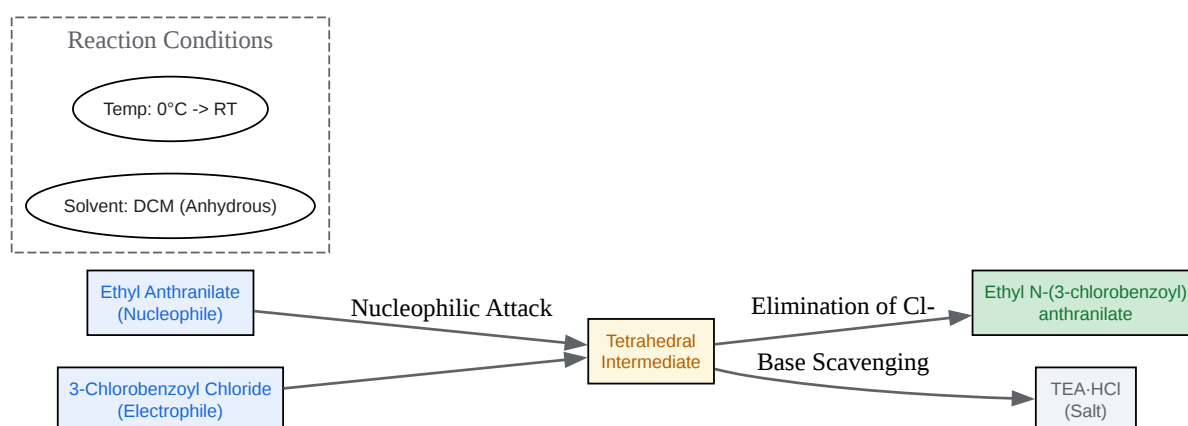 Reaction Conditions
Temp: 0°C -> RT
Solvent: DCM (Anhydrous)
Ethyl Anthranilate
(Nucleophile)
Nucleophilic Attack
3-Chlorobenzoyl Chloride
(Electrophile)
Tetrahedral
Intermediate
Elimination of Cl-
Base Scavenging
Ethyl N-(3-chlorobenzoyl)
anthranilate
TEA·HCl
(Salt)